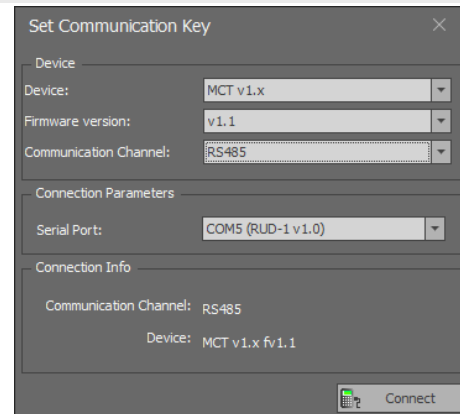 Set Communication Key
Device
Device: MCT v1.x
Firmware version: v1.1
Communication Channel: RS485
Connection Parameters
Serial Port: COM5 (RUD-1 v1.0)
Connection Info
Communication Channel: RS485
Device: MCT v1.x fv1.1
Connect